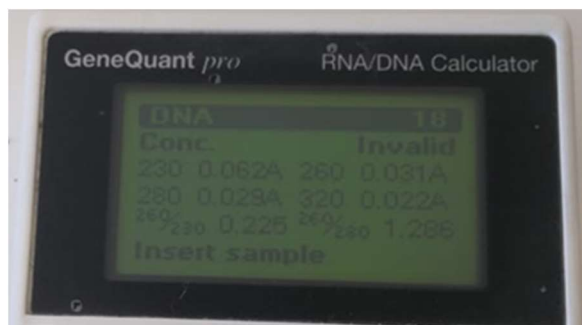 GeneQuant pro RNA/DNA Calculator
DNA 18
Conc. Invalid
230 0.062A 260 0.031A
280 0.029A 320 0.022A
260/230 0.225 260/280 1.286
Insert sample